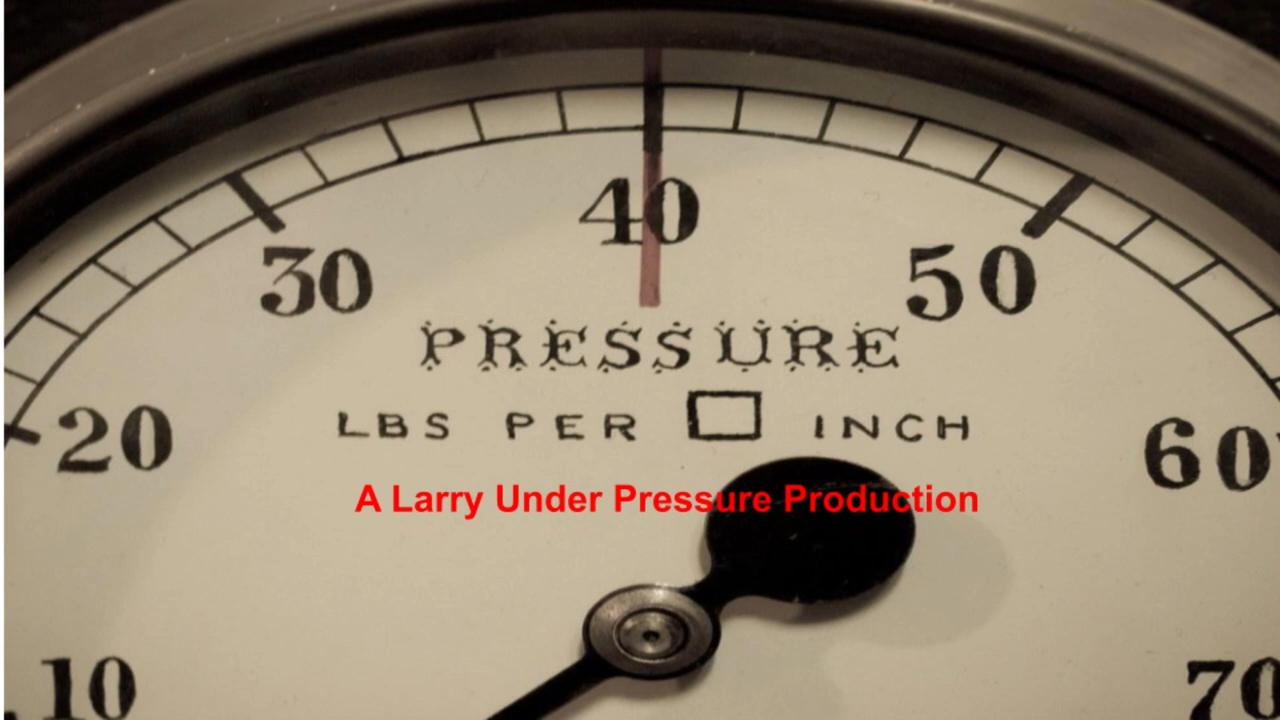 40
30
50
PRESSURE
LBS PER □ INCH
20
60
A Larry Under Pressure Production
10
70